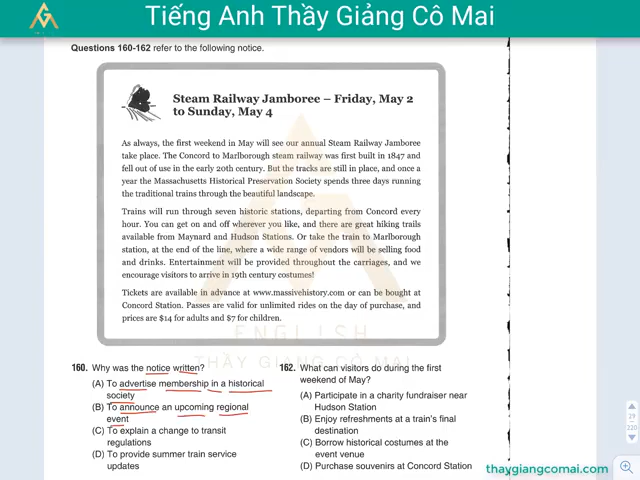 Tiếng Anh Thầy Giảng Cô Mai
Questions 160-162 refer to the following notice.
Steam Railway Jamboree – Friday, May 2
to Sunday, May 4
As always, the first weekend in May will see our annual Steam Railway Jamboree
take place. The Concord to Marlborough steam railway was first built in 1847 and
fell out of use in the early 20th century. But the tracks are still in place, and once a
year the Massachusetts Historical Preservation Society spends three days running
the traditional trains through the beautiful landscape.
Trains will run through seven historic stations, departing from Concord every
hour. You can get on and off wherever you like, and there are great hiking trails
available from Maynard and Hudson Stations. Or take the train to Marlborough
station, at the end of the line, where a wide range of vendors will be selling food
and drinks. Entertainment will be provided throughout the carriages, and we
encourage visitors to arrive in 19th century costumes!
Tickets are available in advance at www.massivehistory.com or can be bought at
Concord Station. Passes are valid for unlimited rides on the day of purchase, and
prices are $14 for adults and $7 for children.
ENGLISH
THẦY GIẢNG CÔ MAI
160. Why was the notice written?
(A) To advertise membership in a historical
society
(B) To announce an upcoming regional
event
(C) To explain a change to transit
regulations
(D) To provide summer train service
updates
162. What can visitors do during the first
weekend of May?
(A) Participate in a charity fundraiser near
Hudson Station
(B) Enjoy refreshments at a train's final
destination
(C) Borrow historical costumes at the
event venue
(D) Purchase souvenirs at Concord Station
29
220
thaygiangcomai.com